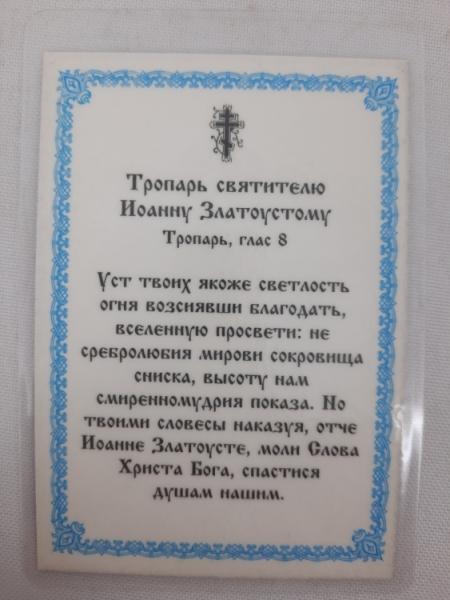 Тропарь святителю
Иоанну Златоустому
Тропарь, глас 8
Уст твоих якоже светлость
огня возсиявши благодать,
вселенную просвети: не
сребролюбия мирови сокровища
сниска, высоту нам
смиренномудрия показа. Но
твоими словесы наказуя, отче
Иоанне Златоусте, моли Слова
Христа Бога, спастися
душам нашим.